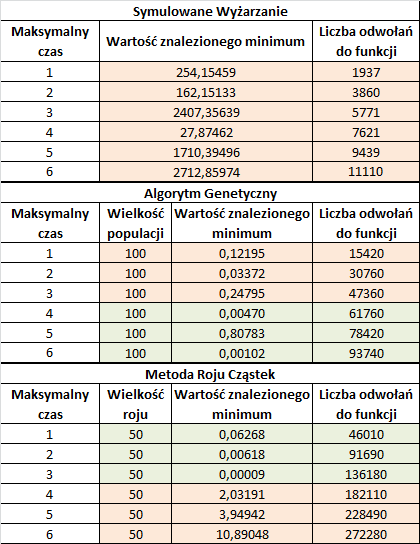 Symulowane Wyżarzanie
Maksymalny czas Wartość znalezionego minimum Liczba odwołań do funkcji
1 254,15459 1937
2 162,15133 3860
3 2407,35639 5771
4 27,87462 7621
5 1710,39496 9439
6 2712,85974 11110
Algorytm Genetyczny
Maksymalny czas Wielkość populacji Wartość znalezionego minimum Liczba odwołań do funkcji
1 100 0,12195 15420
2 100 0,03372 30760
3 100 0,24795 47360
4 100 0,00470 61760
5 100 0,80783 78420
6 100 0,00102 93740
Metoda Roju Cząstek
Maksymalny czas Wielkość roju Wartość znalezionego minimum Liczba odwołań do funkcji
1 50 0,06268 46010
2 50 0,00618 91690
3 50 0,00009 136180
4 50 2,03191 182110
5 50 3,94942 228490
6 50 10,89048 272280